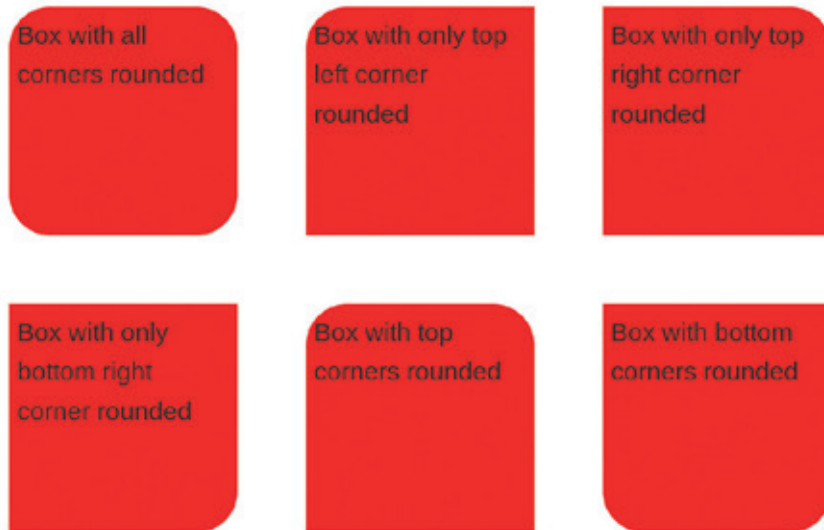 Box with all
corners rounded
Box with only top
left corner
rounded
Box with only top
right corner
rounded
Box with only
bottom right
corner rounded
Box with top
corners rounded
Box with bottom
corners rounded